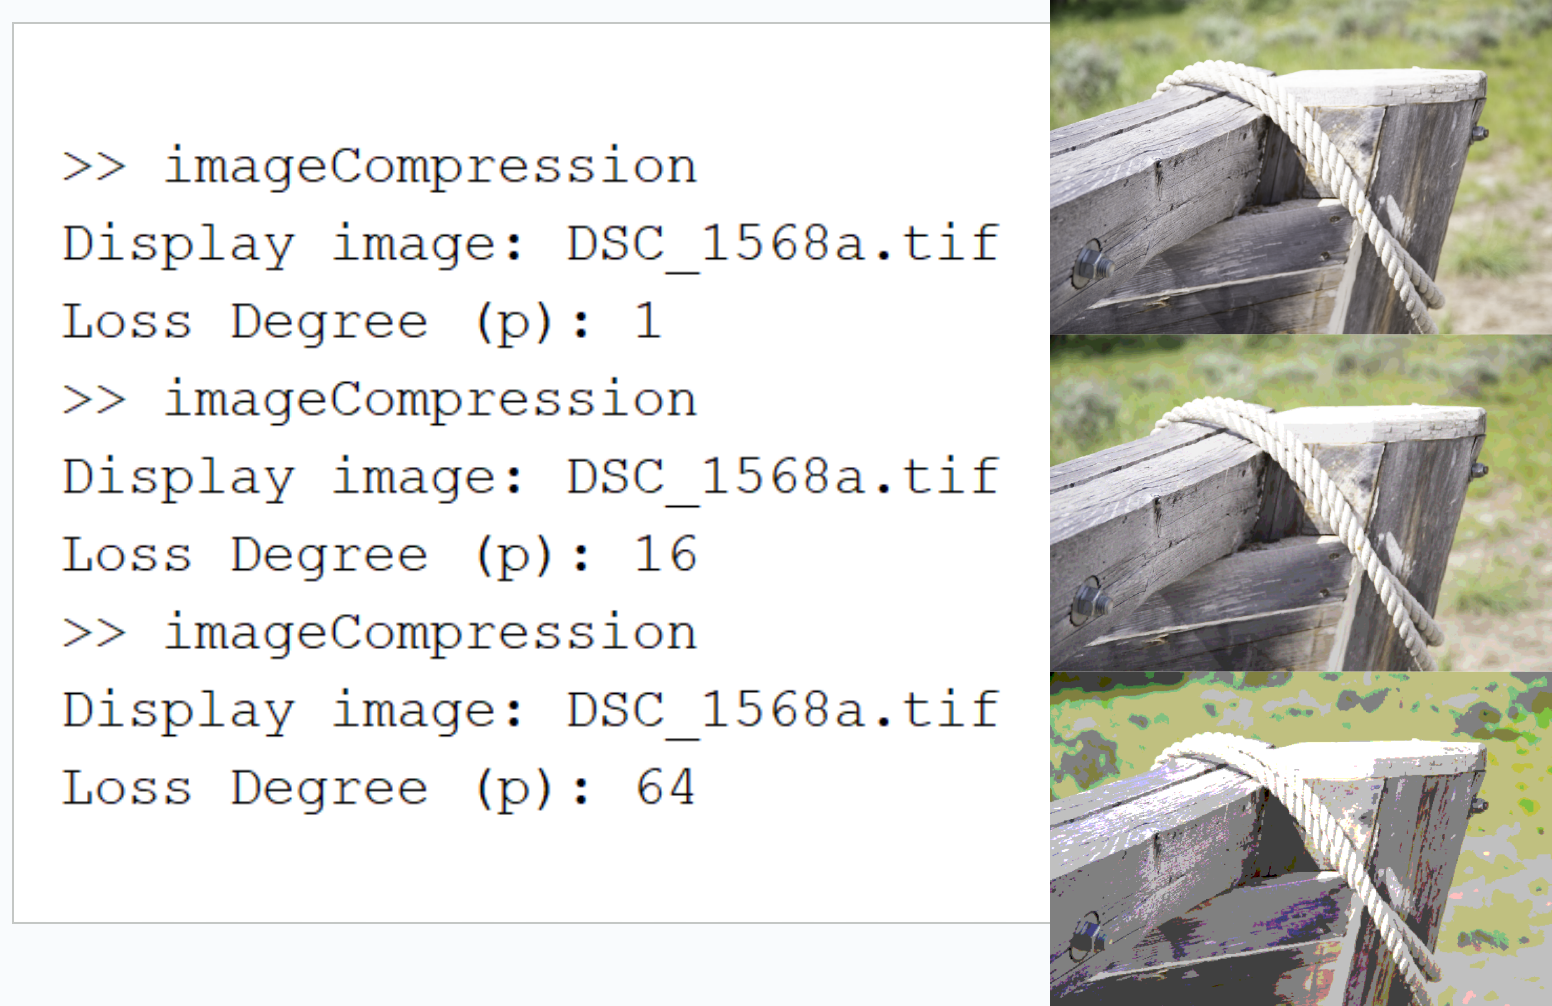 >> imageCompression
Display image: DSC_1568a.tif
Loss Degree (p): 1
>> imageCompression
Display image: DSC_1568a.tif
Loss Degree (p): 16
>> imageCompression
Display image: DSC_1568a.tif
Loss Degree (p): 64